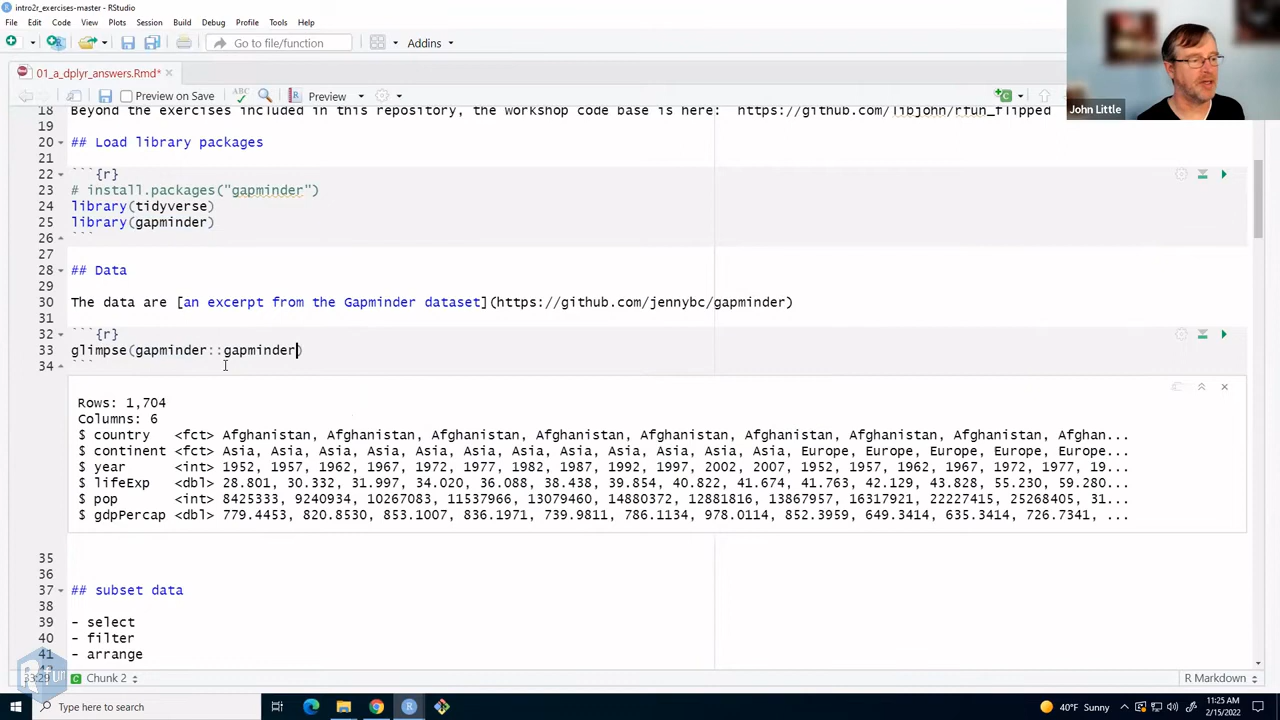 intro2r_exercises-master - RStudio
File Edit Code View Plots Session Build Debug Profile Tools Help
Go to file/function Addins
01_a_dplyr_answers.Rmd*
Preview on Save ABC Preview
John Little
18 Beyond the exercises included in this repository, the workshop code base is here: https://github.com/libjohn/rfun_flipped
19
20 ## Load library packages
21
22 ```{r}
23 # install.packages("gapminder")
24 library(tidyverse)
25 library(gapminder)
26 ```
27
28 ## Data
29
30 The data are [an excerpt from the Gapminder dataset](https://github.com/jennybc/gapminder)
31
32 ```{r}
33 glimpse(gapminder::gapminder)
34 ```
Rows: 1,704
Columns: 6
$ country <fct> Afghanistan, Afghanistan, Afghanistan, Afghanistan, Afghanistan, Afghanistan, Afghanistan, Afghanistan, Afghan...
$ continent <fct> Asia, Asia, Asia, Asia, Asia, Asia, Asia, Asia, Asia, Asia, Asia, Asia, Europe, Europe, Europe, Europe, Europe...
$ year <int> 1952, 1957, 1962, 1967, 1972, 1977, 1982, 1987, 1992, 1997, 2002, 2007, 1952, 1957, 1962, 1967, 1972, 1977, 19...
$ lifeExp <dbl> 28.801, 30.332, 31.997, 34.020, 36.088, 38.438, 39.854, 40.822, 41.674, 41.763, 42.129, 43.828, 55.230, 59.280...
$ pop <int> 8425333, 9240934, 10267083, 11537966, 13079460, 14880372, 12881816, 13867957, 16317921, 22227415, 25268405, 31...
$ gdpPercap <dbl> 779.4453, 820.8530, 853.1007, 836.1971, 739.9811, 786.1134, 978.0114, 852.3959, 649.3414, 635.3414, 726.7341, ...
35
36
37 ## subset data
38
39 - select
40 - filter
41 - arrange
33:29 Chunk 2 R Markdown
Type here to search 40°F Sunny 11:25 AM
2/15/2022